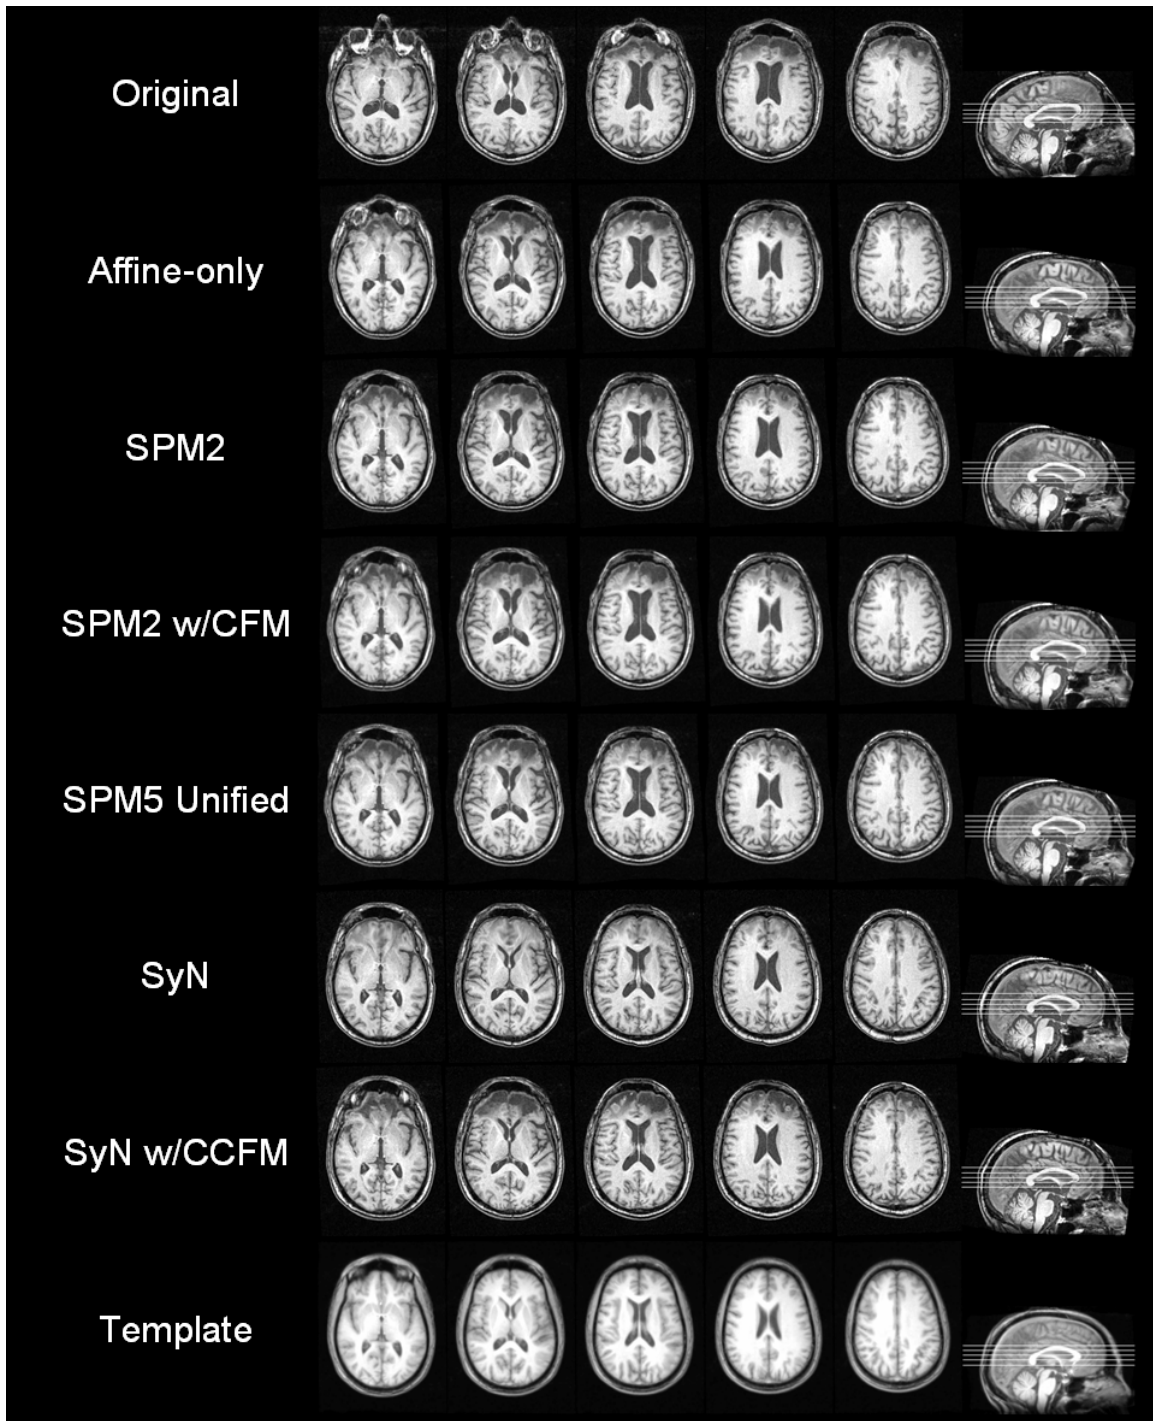 Original
Affine-only
SPM2
SPM2 w/CFM
SPM5 Unified
SyN
SyN w/CCFM
Template